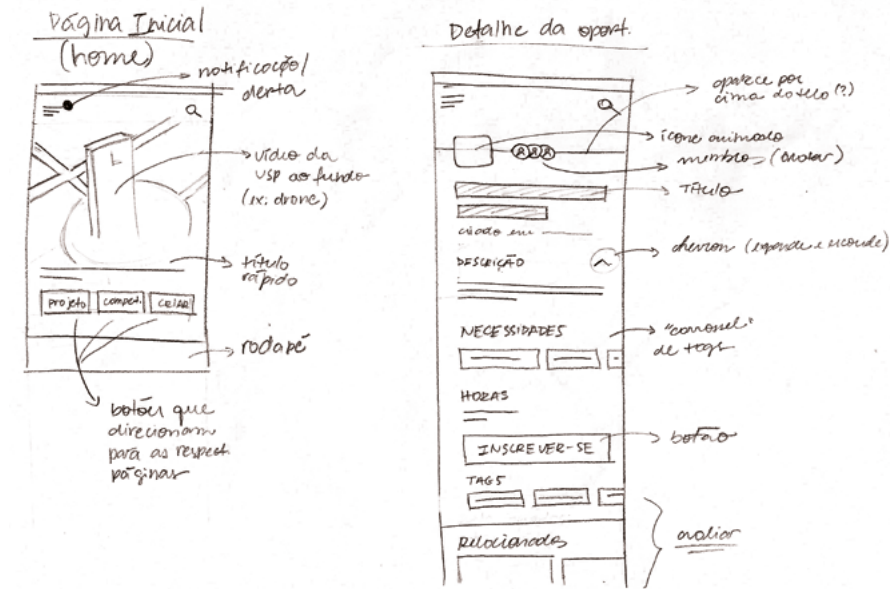 Página Inicial
(home)
notificação/
alerta
vídeo da
USP ao fundo
(ex: drone)
título
rápido
projeto
compet.
CRIAR
rodapé
botões que
direcionam
para as respect.
páginas
Detalhe da oport.
aparece por
cima do tudo (?)
ícone animado
membros (avatar)
Título
criado em
DESCRIÇÃO
chevron (expande e esconde)
NECESSIDADES
"carrossel"
de tags
HORAS
INSCREVER-SE
botão
TAGS
Relacionados
avaliar